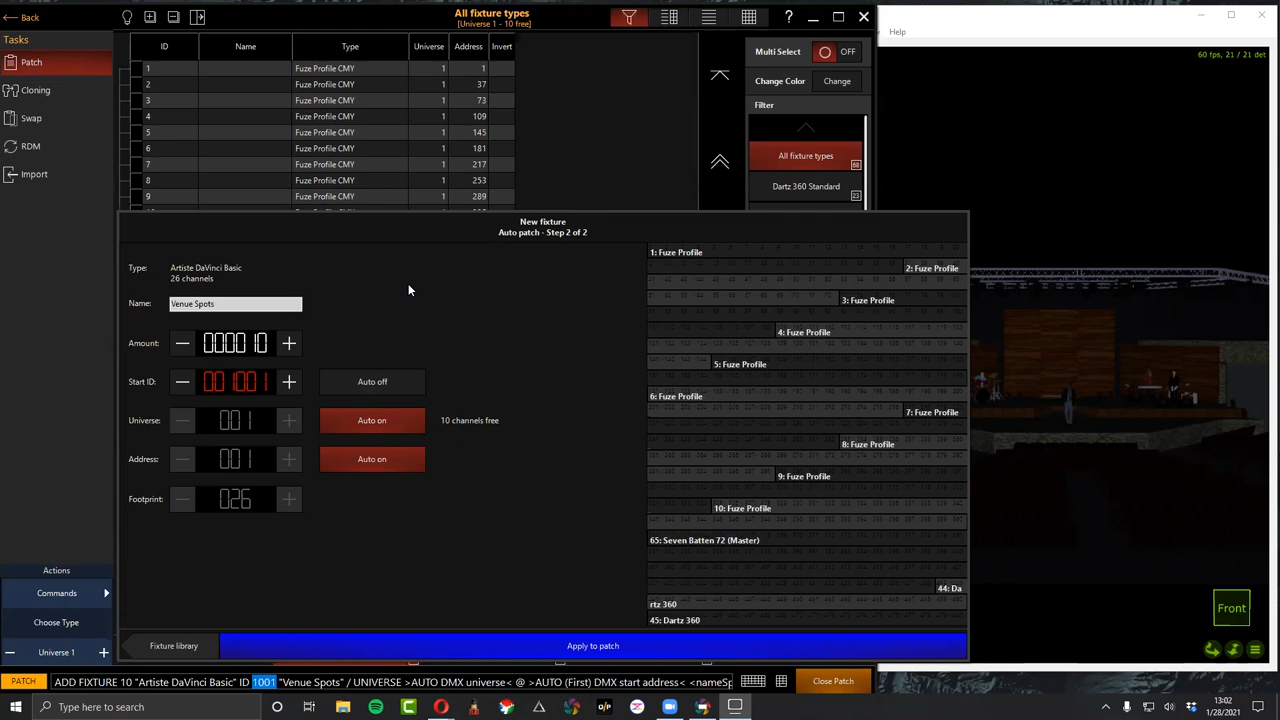 Back
All fixture types
[Universe 1 - 10 free]
?
Help
Tasks
Patch
Cloning
Swap
RDM
Import
ID Name Type Universe Address Invert
1 Fuze Profile CMY 1 1
2 Fuze Profile CMY 1 37
3 Fuze Profile CMY 1 73
4 Fuze Profile CMY 1 109
5 Fuze Profile CMY 1 145
6 Fuze Profile CMY 1 181
7 Fuze Profile CMY 1 217
8 Fuze Profile CMY 1 253
9 Fuze Profile CMY 1 289
Multi Select OFF
Change Color Change
Filter
All fixture types
68
Dartz 360 Standard
23
60 fps, 21 / 21 det
New fixture
Auto patch - Step 2 of 2
Type: Artiste DaVinci Basic
26 channels
Name: Venue Spots
Amount: 000010
Start ID: 001001 Auto off
Universe: 001 Auto on 10 channels free
Address: 001 Auto on
Footprint: 026
1: Fuze Profile
2: Fuze Profile
3: Fuze Profile
4: Fuze Profile
5: Fuze Profile
6: Fuze Profile
7: Fuze Profile
8: Fuze Profile
9: Fuze Profile
10: Fuze Profile
65: Seven Batten 72 (Master)
44: Da
rtz 360
45: Dartz 360
Fixture library
Apply to patch
Actions
Commands
Choose Type
Universe 1
Front
PATCH
ADD FIXTURE 10 "Artiste DaVinci Basic" ID 1001 "Venue Spots" / UNIVERSE >AUTO DMX universe< @ >AUTO (First) DMX start address< <nameSp
Close Patch
Type here to search
13:02
1/28/2021